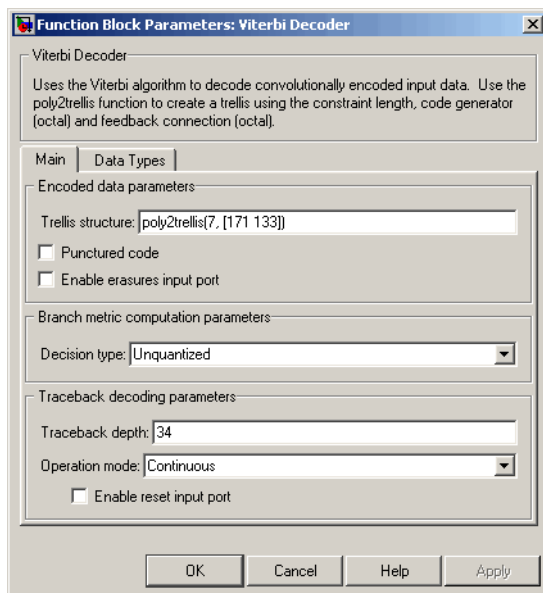 Function Block Parameters: Viterbi Decoder
Viterbi Decoder
Uses the Viterbi algorithm to decode convolutionally encoded input data. Use the
poly2trellis function to create a trellis using the constraint length, code generator
(octal) and feedback connection (octal).
Main Data Types
Encoded data parameters
Trellis structure: poly2trellis(7, [171 133])
Punctured code
Enable erasures input port
Branch metric computation parameters
Decision type: Unquantized
Traceback decoding parameters
Traceback depth: 34
Operation mode: Continuous
Enable reset input port
OK Cancel Help Apply